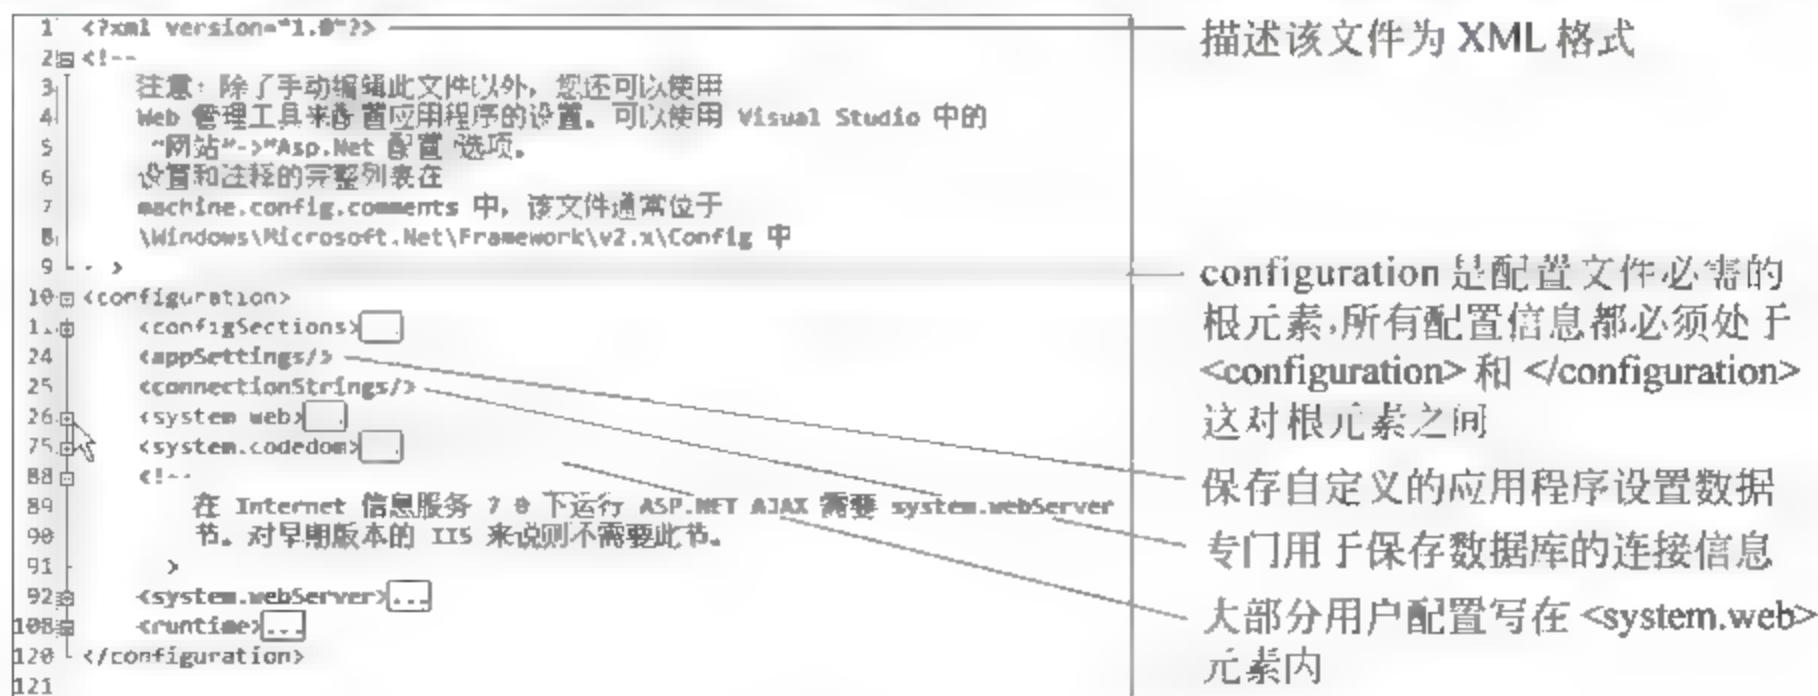 1 <?xml version="1.0"?>
2 <!--
3 注意: 除了手动编辑此文件以外，您还可以使用
4 Web 管理工具来配置应用程序的设置。可以使用 Visual Studio 中的
5 "网站"->"Asp.Net 配置"选项。
6 设置和注释的完整列表在
7 machine.config.comments 中，该文件通常位于
8 \Windows\Microsoft.Net\Framework\v2.x\Config 中
9 -->
10 <configuration>
11 <configSections>...
24 <appSettings/>
25 <connectionStrings/>
26 <system.web>...
75 <system.codedom>...
88 <!--
89 在 Internet 信息服务 7.0 下运行 ASP.NET AJAX 需要 system.webServer
90 节。对早期版本的 IIS 来说则不需要此节。
91 >
92 <system.webServer>...
108 <runtime>...
120 </configuration>
121
描述该文件为 XML 格式
configuration 是配置文件必需的
根元素,所有配置信息都必须处于
<configuration> 和 </configuration>
这对根元素之间
保存自定义的应用程序设置数据
专门用于保存数据库的连接信息
大部分用户配置写在 <system.web>
元素内